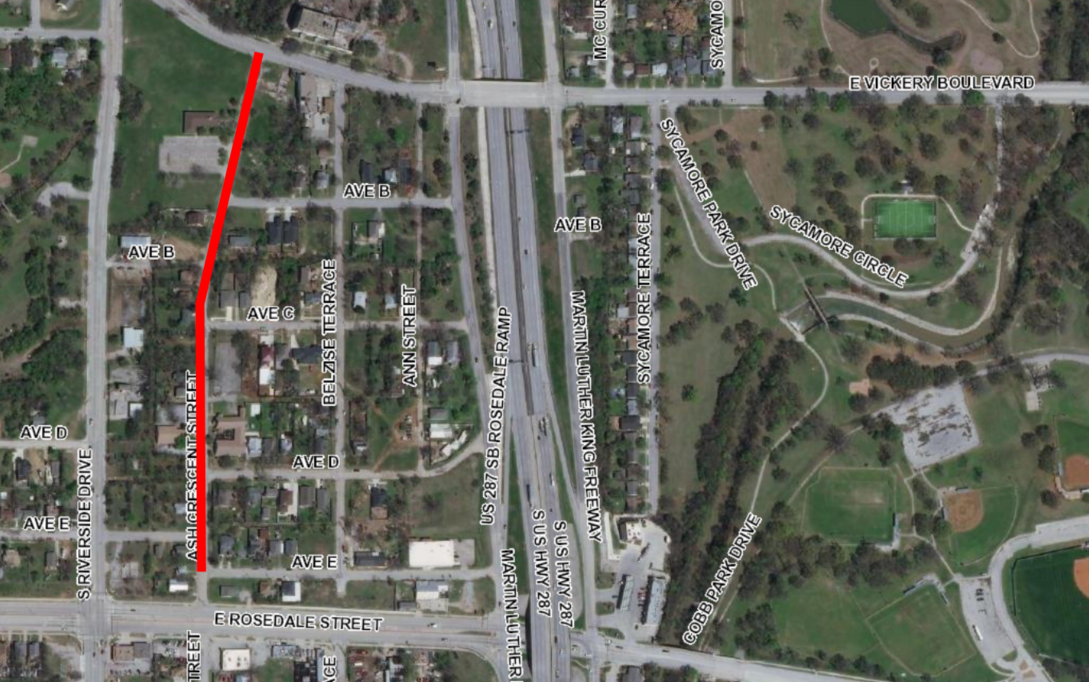 MC CUR
SYCAMO
E VICKERY BOULEVARD
SYCAMORE PARK DRIVE
AVE B
SYCAMORE CIRCLE
AVE B
AVE B
SYCAMORE TERRACE
BELZISE TERRACE
ANN STREET
AVE C
US 287 SB ROSEDALE RAMP
MARTIN LUTHER KING FREEWAY
ASH CRESCENT STREET
AVE D
AVE D
S RIVERSIDE DRIVE
AVE E
S US HWY 287
S US HWY 287
COBB PARK DRIVE
AVE E
MARTIN LUTHER
E ROSEDALE STREET
TREET
ACE